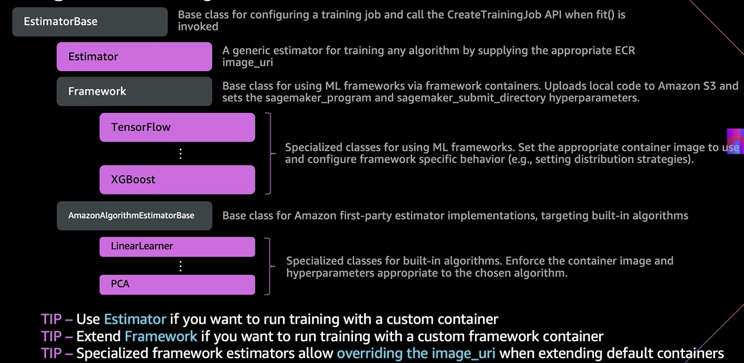 EstimatorBase
Base class for configuring a training job and call the CreateTrainingJob API when fit() is
invoked
Estimator
A generic estimator for training any algorithm by supplying the appropriate ECR
image_uri
Framework
Base class for using ML frameworks via framework containers. Uploads local code to Amazon S3 and
sets the sagemaker_program and sagemaker_submit_directory hyperparameters.
TensorFlow
XGBoost
Specialized classes for using ML frameworks. Set the appropriate container image to use
and configure framework specific behavior (e.g., setting distribution strategies).
AmazonAlgorithmEstimatorBase
Base class for Amazon first-party estimator implementations, targeting built-in algorithms
LinearLearner
PCA
Specialized classes for built-in algorithms. Enforce the container image and
hyperparameters appropriate to the chosen algorithm.
TIP – Use Estimator if you want to run training with a custom container
TIP – Extend Framework if you want to run training with a custom framework container
TIP – Specialized framework estimators allow overriding the image_uri when extending default containers